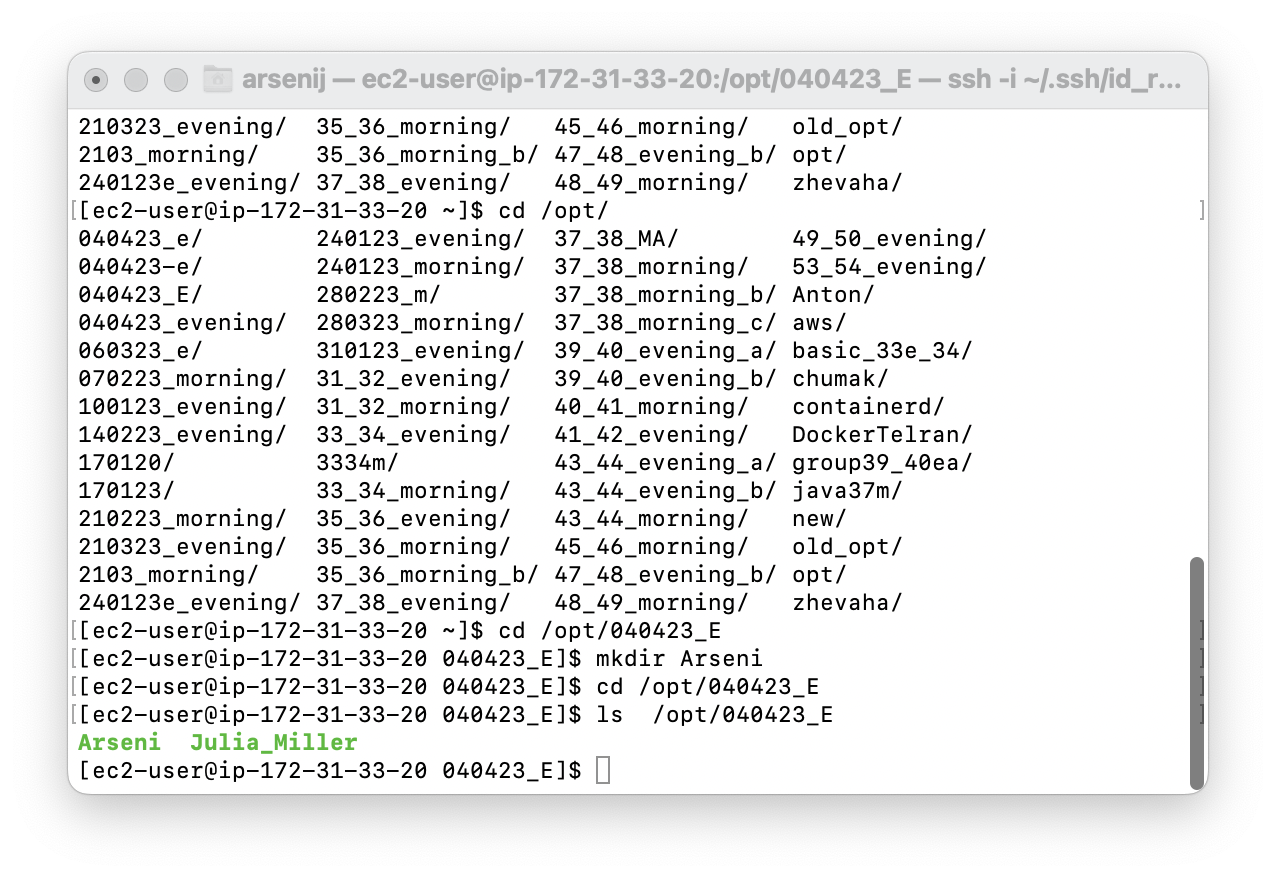 arsenij — ec2-user@ip-172-31-33-20:/opt/040423_E — ssh -i ~/.ssh/id_r...
210323_evening/  35_36_morning/   45_46_morning/   old_opt/
2103_morning/    35_36_morning_b/ 47_48_evening_b/ opt/
240123e_evening/ 37_38_evening/   48_49_morning/   zhevaha/
[[ec2-user@ip-172-31-33-20 ~]$ cd /opt/ ]
040423_e/        240123_evening/  37_38_MA/        49_50_evening/
040423-e/        240123_morning/  37_38_morning/   53_54_evening/
040423_E/        280223_m/        37_38_morning_b/ Anton/
040423_evening/  280323_morning/  37_38_morning_c/ aws/
060323_e/        310123_evening/  39_40_evening_a/ basic_33e_34/
070223_morning/  31_32_evening/   39_40_evening_b/ chumak/
100123_evening/  31_32_morning/   40_41_morning/   containerd/
140223_evening/  33_34_evening/   41_42_evening/   DockerTelran/
170120/          3334m/           43_44_evening_a/ group39_40ea/
170123/          33_34_morning/   43_44_evening_b/ java37m/
210223_morning/  35_36_evening/   43_44_morning/   new/
210323_evening/  35_36_morning/   45_46_morning/   old_opt/
2103_morning/    35_36_morning_b/ 47_48_evening_b/ opt/
240123e_evening/ 37_38_evening/   48_49_morning/   zhevaha/
[[ec2-user@ip-172-31-33-20 ~]$ cd /opt/040423_E ]
[[ec2-user@ip-172-31-33-20 040423_E]$ mkdir Arseni ]
[[ec2-user@ip-172-31-33-20 040423_E]$ cd /opt/040423_E ]
[[ec2-user@ip-172-31-33-20 040423_E]$ ls  /opt/040423_E ]
Arseni  Julia_Miller
[ec2-user@ip-172-31-33-20 040423_E]$